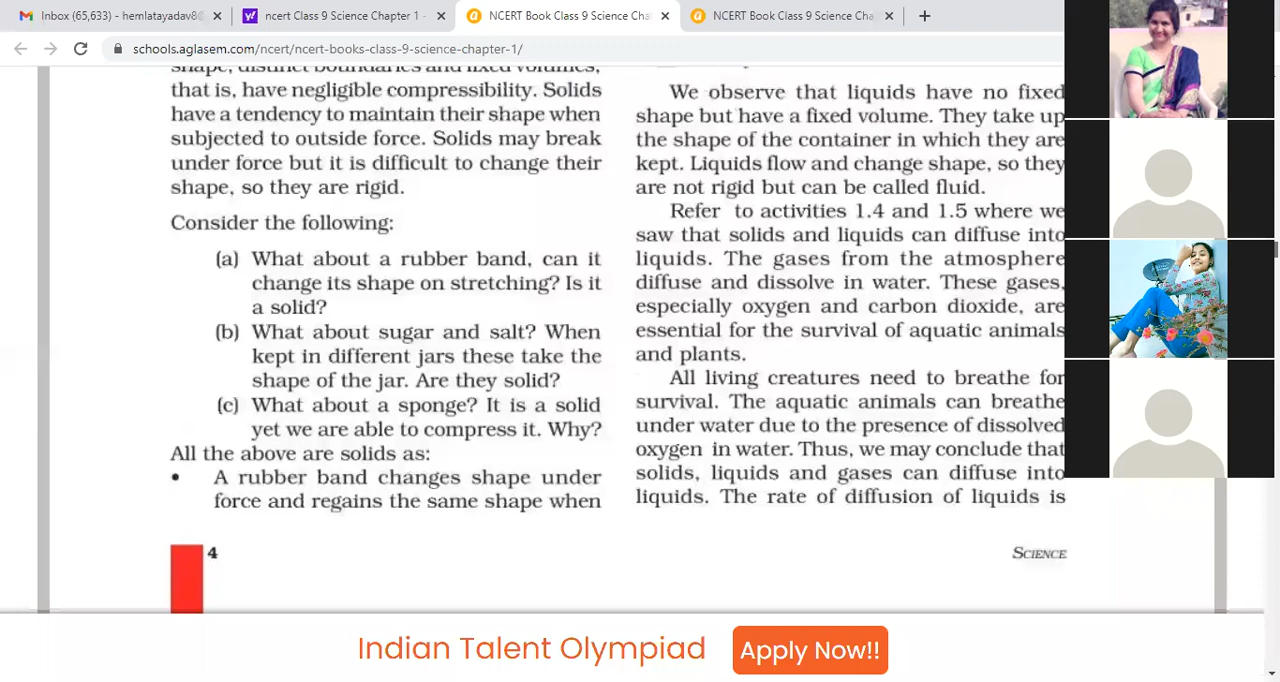 Inbox (65,633) - hemlatayadav8@
ncert Class 9 Science Chapter 1 -
NCERT Book Class 9 Science Cha
NCERT Book Class 9 Science Cha
schools.aglasem.com/ncert/ncert-books-class-9-science-chapter-1/
shape, distinct boundaries and fixed volumes,
that is, have negligible compressibility. Solids
have a tendency to maintain their shape when
subjected to outside force. Solids may break
under force but it is difficult to change their
shape, so they are rigid.
Consider the following:
(a) What about a rubber band, can it
change its shape on stretching? Is it
a solid?
(b) What about sugar and salt? When
kept in different jars these take the
shape of the jar. Are they solid?
(c) What about a sponge? It is a solid
yet we are able to compress it. Why?
All the above are solids as:
• A rubber band changes shape under
force and regains the same shape when
4
We observe that liquids have no fixed
shape but have a fixed volume. They take up
the shape of the container in which they are
kept. Liquids flow and change shape, so they
are not rigid but can be called fluid.
Refer to activities 1.4 and 1.5 where we
saw that solids and liquids can diffuse into
liquids. The gases from the atmosphere
diffuse and dissolve in water. These gases,
especially oxygen and carbon dioxide, are
essential for the survival of aquatic animals
and plants.
All living creatures need to breathe for
survival. The aquatic animals can breathe
under water due to the presence of dissolved
oxygen in water. Thus, we may conclude that
solids, liquids and gases can diffuse into
liquids. The rate of diffusion of liquids is
SCIENCE
Indian Talent Olympiad
Apply Now!!